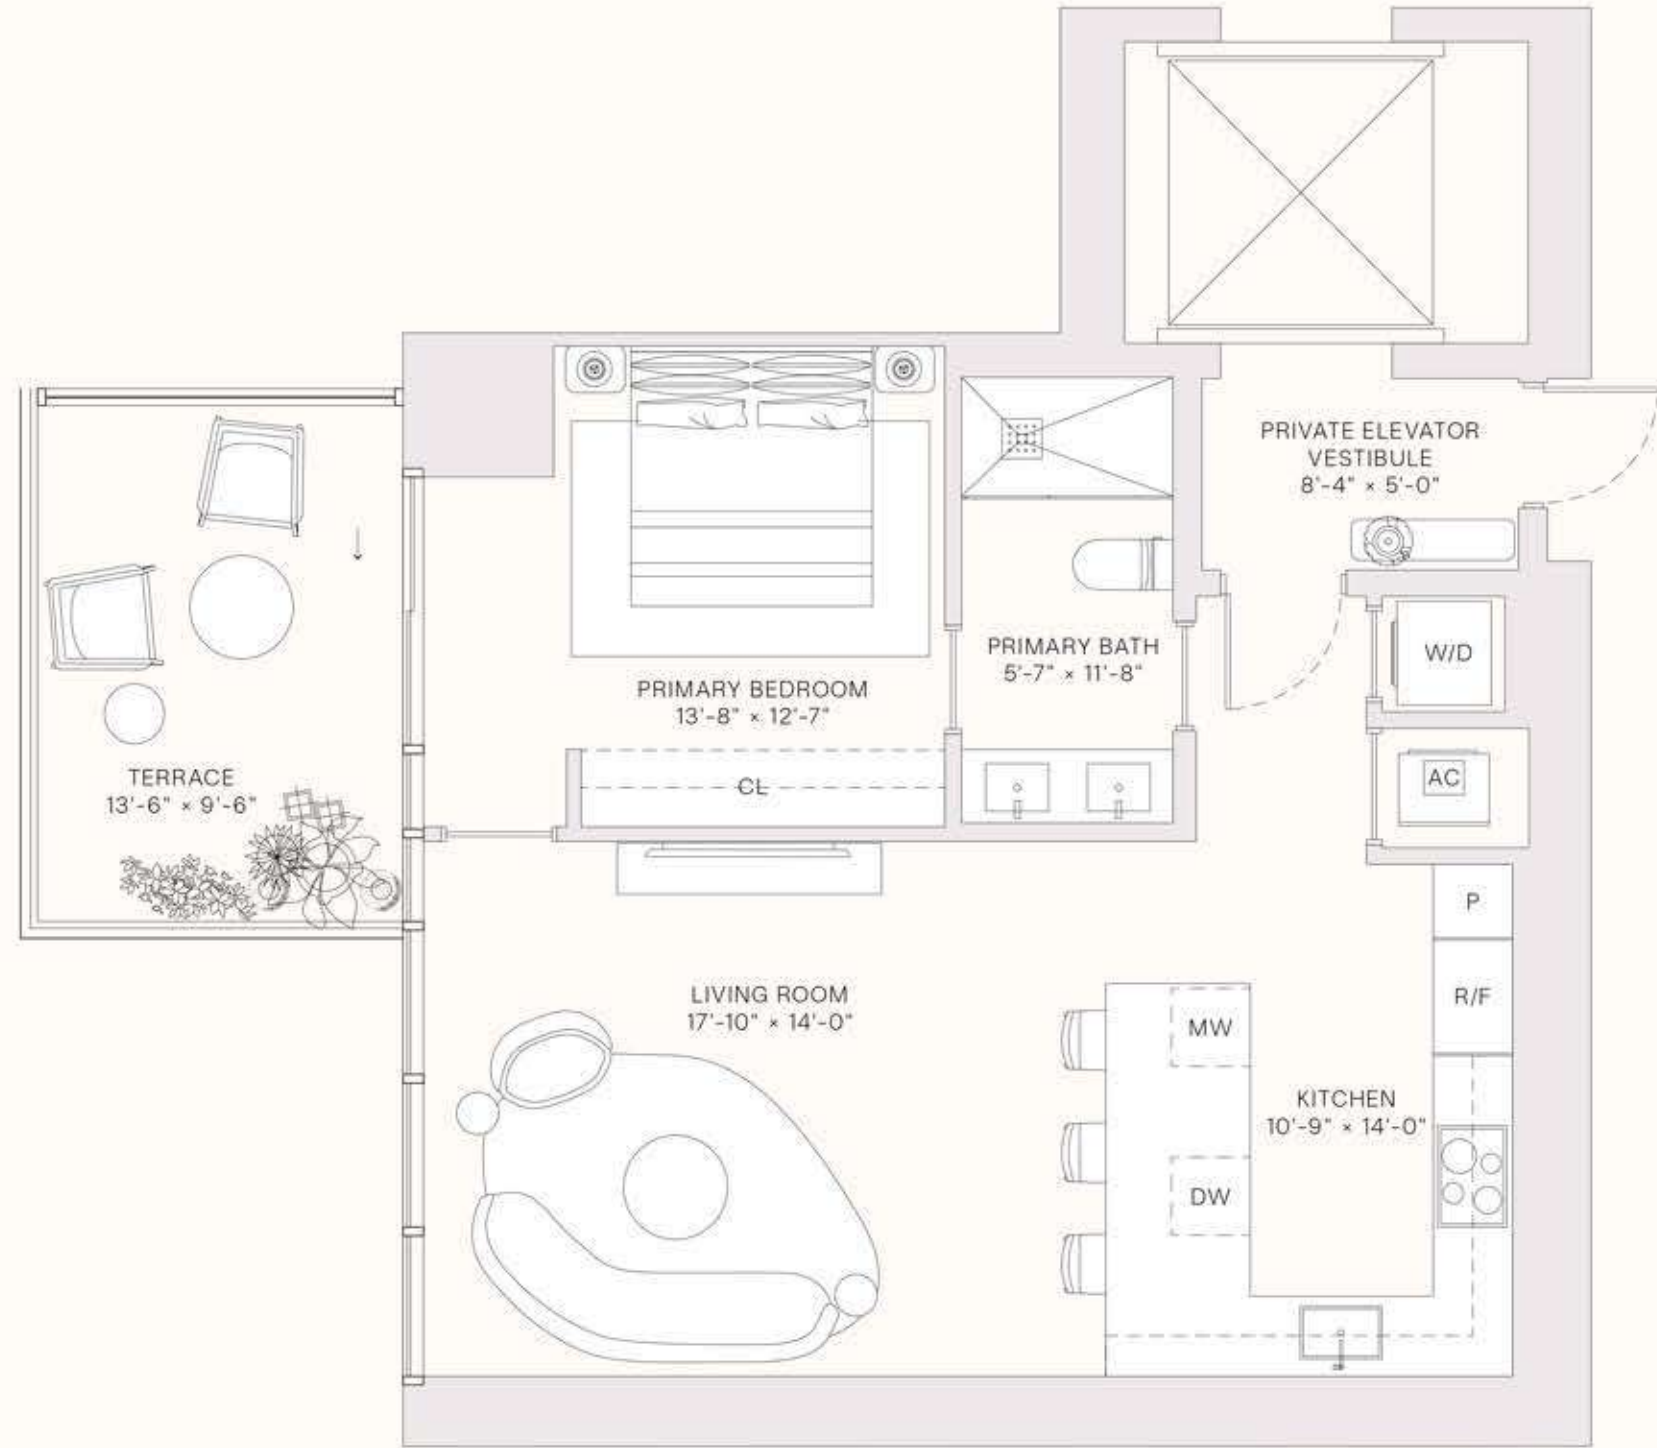 PRIVATE ELEVATOR
VESTIBULE
8'-4" × 5'-0"
W/D
PRIMARY BATH
5'-7" × 11'-8"
PRIMARY BEDROOM
13'-8" × 12'-7"
TERRACE
13'-6" × 9'-6"
CL
AC
P
LIVING ROOM
17'-10" × 14'-0"
R/F
MW
KITCHEN
10'-9" × 14'-0"
DW